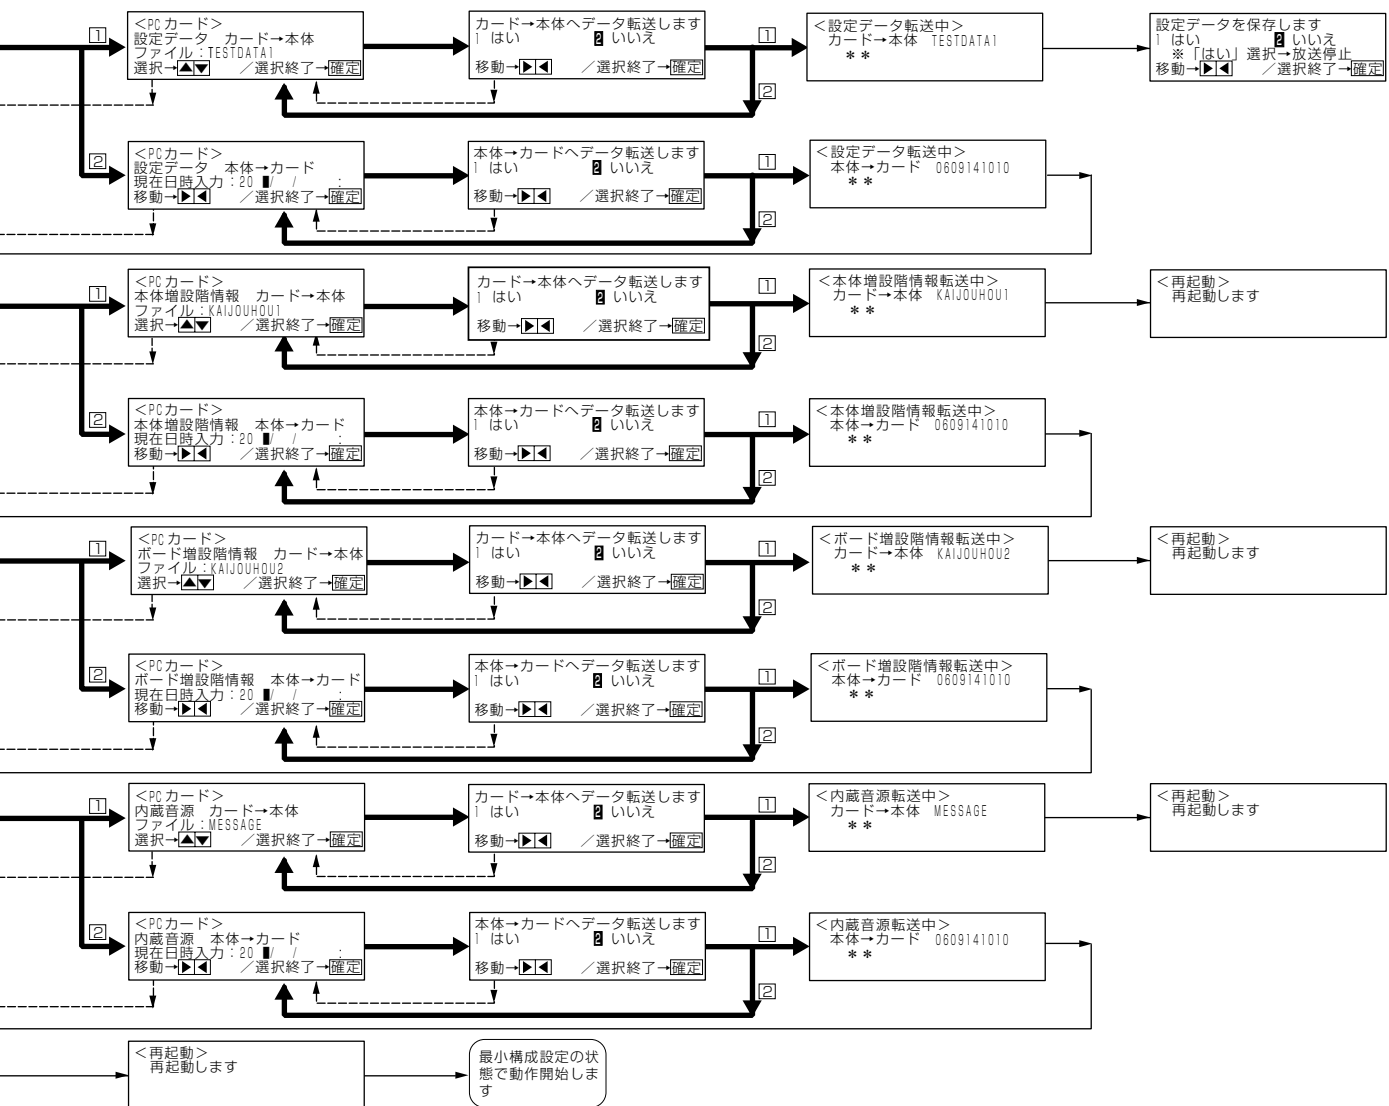 1
<PCカード>
設定データ　カード→本体
ファイル：TESTDATA1
選択→▲▼　／選択終了→確定
カード→本体へデータ転送します
1 はい　2 いいえ
移動→▶◀　／選択終了→確定
1
2
<設定データ転送中>
カード→本体　TESTDATA1
＊＊
設定データを保存します
1 はい　2 いいえ
※「はい」選択→放送停止
移動→▶◀　／選択終了→確定
2
<PCカード>
設定データ　本体→カード
現在日時入力：20 ▮/　/　：
移動→▶◀　／選択終了→確定
本体→カードへデータ転送します
1 はい　2 いいえ
移動→▶◀　／選択終了→確定
1
2
<設定データ転送中>
本体→カード　0609141010
＊＊
1
<PCカード>
本体増設階情報　カード→本体
ファイル：KAIJOUHOU1
選択→▲▼　／選択終了→確定
カード→本体へデータ転送します
1 はい　2 いいえ
移動→▶◀　／選択終了→確定
1
2
<本体増設階情報転送中>
カード→本体　KAIJOUHOU1
＊＊
<再起動>
再起動します
2
<PCカード>
本体増設階情報　本体→カード
現在日時入力：20 ▮/　/　：
移動→▶◀　／選択終了→確定
本体→カードへデータ転送します
1 はい　2 いいえ
移動→▶◀　／選択終了→確定
1
2
<本体増設階情報転送中>
本体→カード　0609141010
＊＊
1
<PCカード>
ボード増設階情報　カード→本体
ファイル：KAIJOUHOU2
選択→▲▼　／選択終了→確定
カード→本体へデータ転送します
1 はい　2 いいえ
移動→▶◀　／選択終了→確定
1
2
<ボード増設階情報転送中>
カード→本体　KAIJOUHOU2
＊＊
<再起動>
再起動します
2
<PCカード>
ボード増設階情報　本体→カード
現在日時入力：20 ▮/　/　：
移動→▶◀　／選択終了→確定
本体→カードへデータ転送します
1 はい　2 いいえ
移動→▶◀　／選択終了→確定
1
2
<ボード増設階情報転送中>
本体→カード　0609141010
＊＊
1
<PCカード>
内蔵音源　カード→本体
ファイル：MESSAGE
選択→▲▼　／選択終了→確定
カード→本体へデータ転送します
1 はい　2 いいえ
移動→▶◀　／選択終了→確定
1
2
<内蔵音源転送中>
カード→本体　MESSAGE
＊＊
<再起動>
再起動します
2
<PCカード>
内蔵音源　本体→カード
現在日時入力：20 ▮/　/　：
移動→▶◀　／選択終了→確定
本体→カードへデータ転送します
1 はい　2 いいえ
移動→▶◀　／選択終了→確定
1
2
<内蔵音源転送中>
本体→カード　0609141010
＊＊
<再起動>
再起動します
最小構成設定の状
態で動作開始しま
す